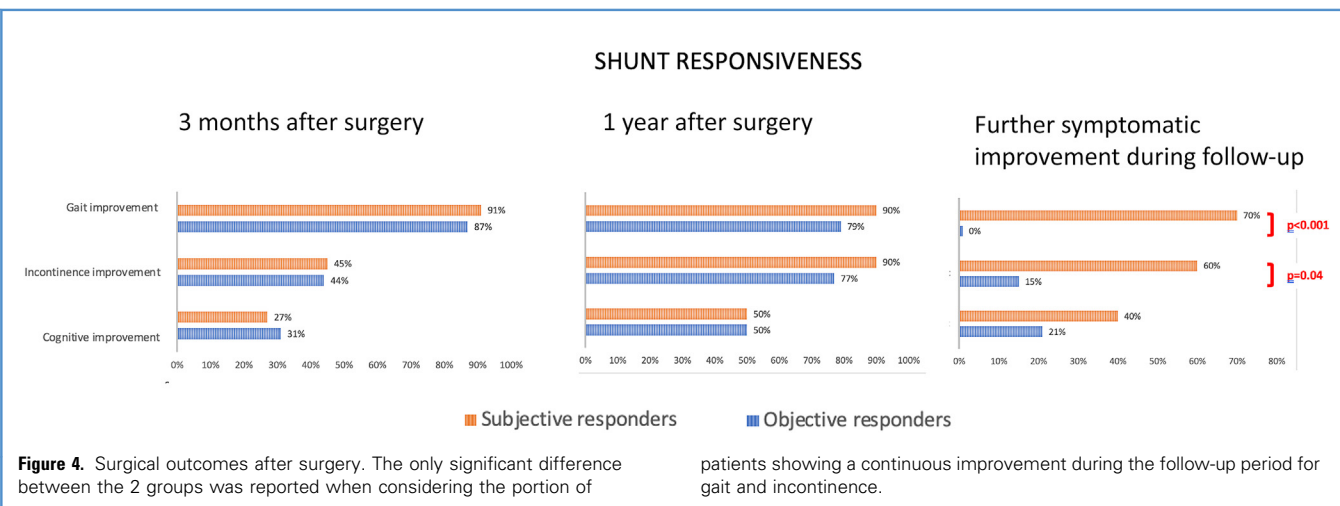 SHUNT RESPONSIVENESS
3 months after surgery
Gait improvement
91%
87%
Incontinence improvement
45%
44%
Cognitive improvement
27%
31%
0% 10% 20% 30% 40% 50% 60% 70% 80% 90% 100%
1 year after surgery
90%
79%
90%
77%
50%
50%
0% 10% 20% 30% 40% 50% 60% 70% 80% 90% 100%
Further symptomatic
improvement during follow-up
70%
0%
p<0.001
60%
15%
p=0.04
40%
21%
0% 10% 20% 30% 40% 50% 60% 70% 80%
Subjective responders Objective responders
Figure 4. Surgical outcomes after surgery. The only significant difference
between the 2 groups was reported when considering the portion of
patients showing a continuous improvement during the follow-up period for
gait and incontinence.